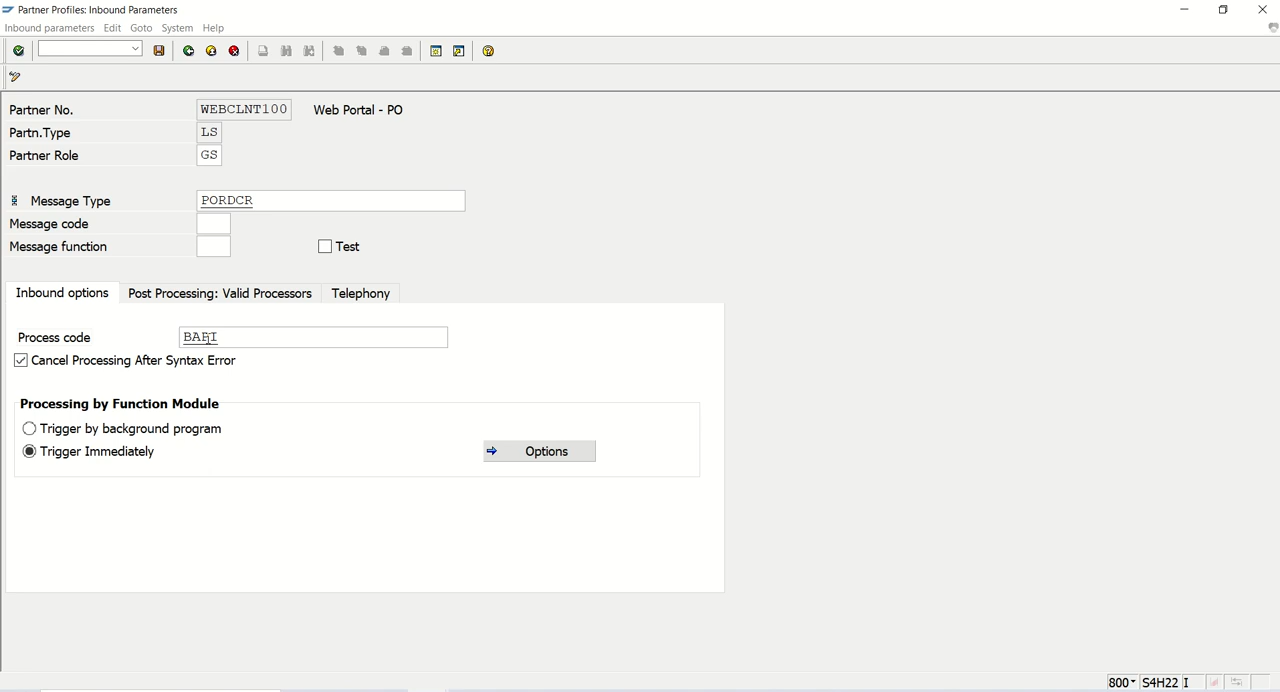 Partner Profiles: Inbound Parameters
Inbound parameters Edit Goto System Help
Partner No. WEBCLNT100 Web Portal - PO
Partn.Type LS
Partner Role GS
Message Type PORDCR
Message code
Message function Test
Inbound options Post Processing: Valid Processors Telephony
Process code BAPI
Cancel Processing After Syntax Error
Processing by Function Module
Trigger by background program
Trigger Immediately Options
800 S4H22 I